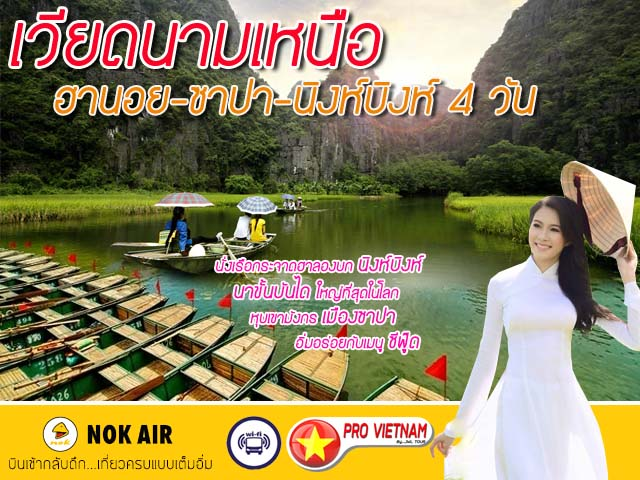 เวียดนามเหนือ
ฮานอย-ซาปา-นิงห์บิงห์ 4 วัน
นั่งเรือกระจาดฮาลองบก นิงห์บิงห์
นาขั้นบันได ใหญ่ที่สุดในโลก
หุบเขามังกร เมืองซาปา
อิ่มอร่อยกับเมนู ซีฟู๊ด
nok
NOK AIR
wi-fi
PRO VIETNAM
บินเช้ากลับดึก...เที่ยวครบแบบเต็มอิ่ม